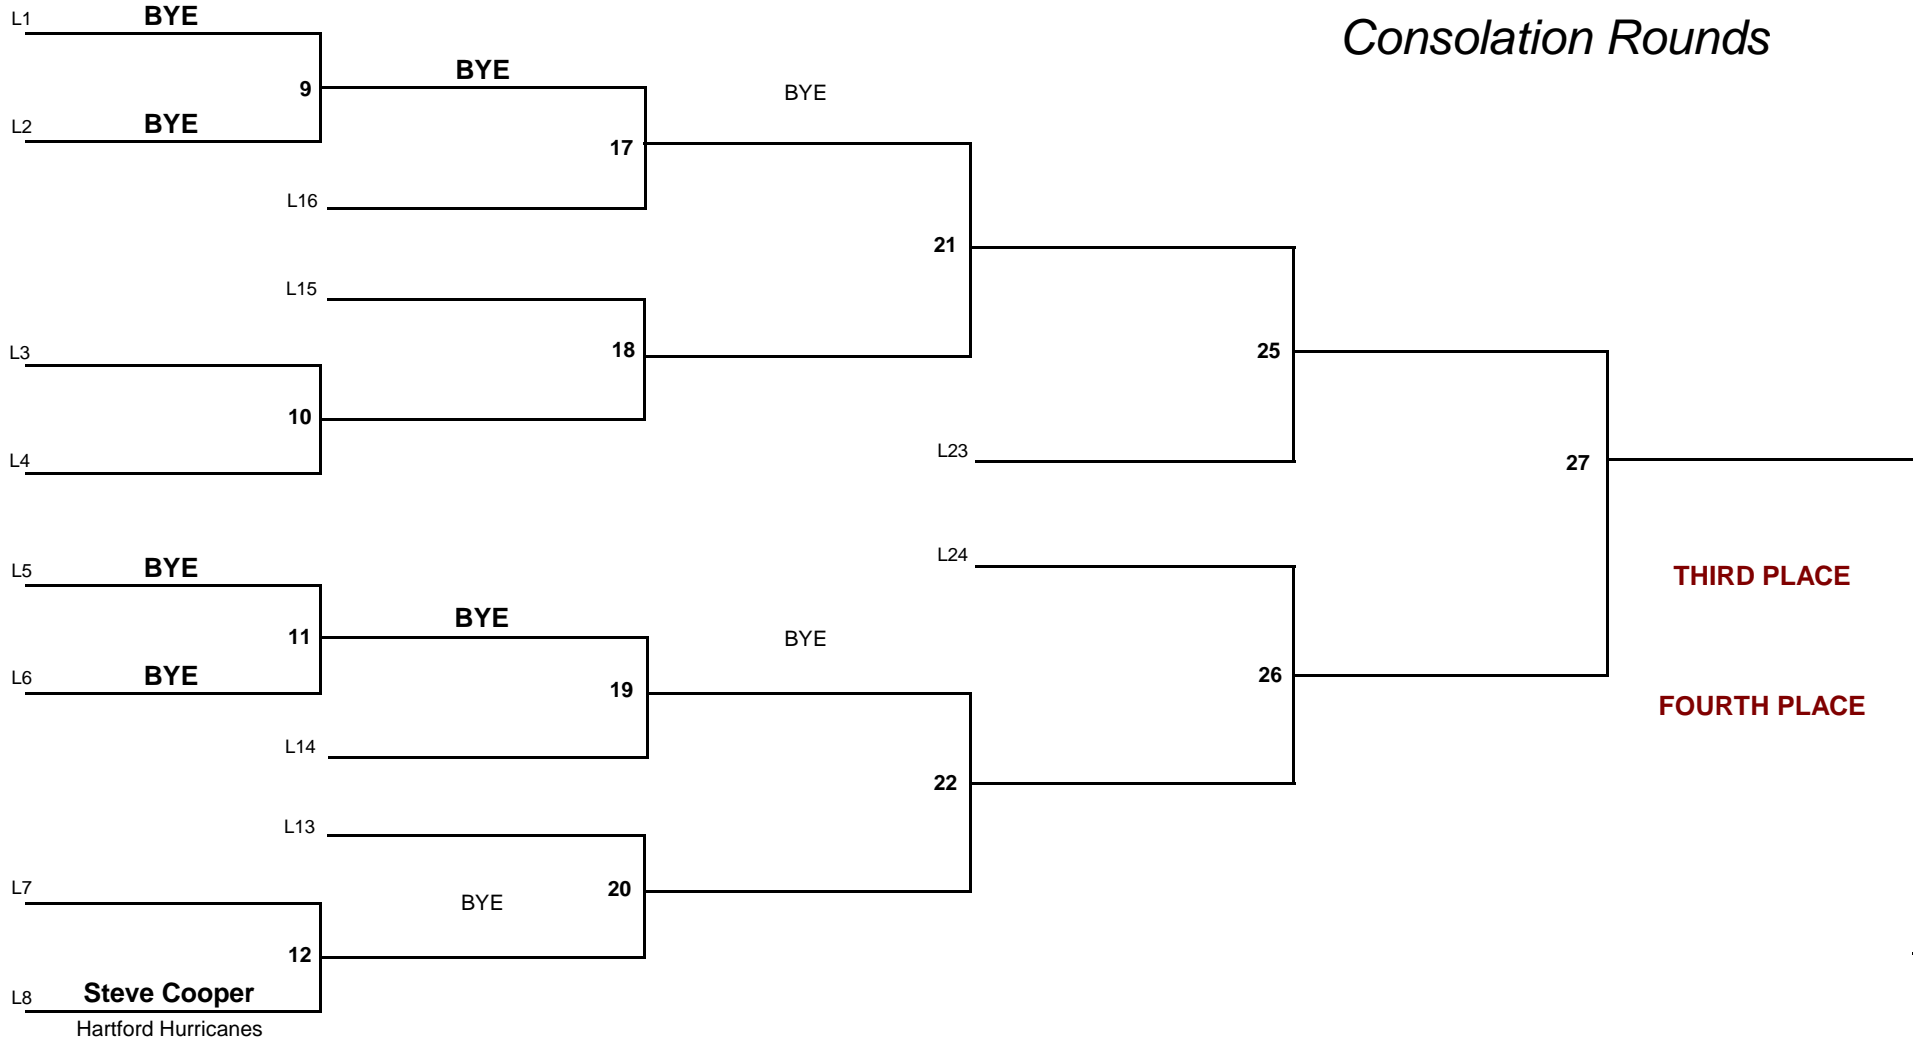 Consolation Rounds
L1
BYE
9
BYE
BYE
L2
BYE
17
L16
21
L15
L3
18
25
10
L23
L4
27
L24
L5
BYE
THIRD PLACE
BYE
11
BYE
L6
BYE
19
26
FOURTH PLACE
L14
22
L13
L7
BYE
20
12
L8
Steve Cooper
Hartford Hurricanes